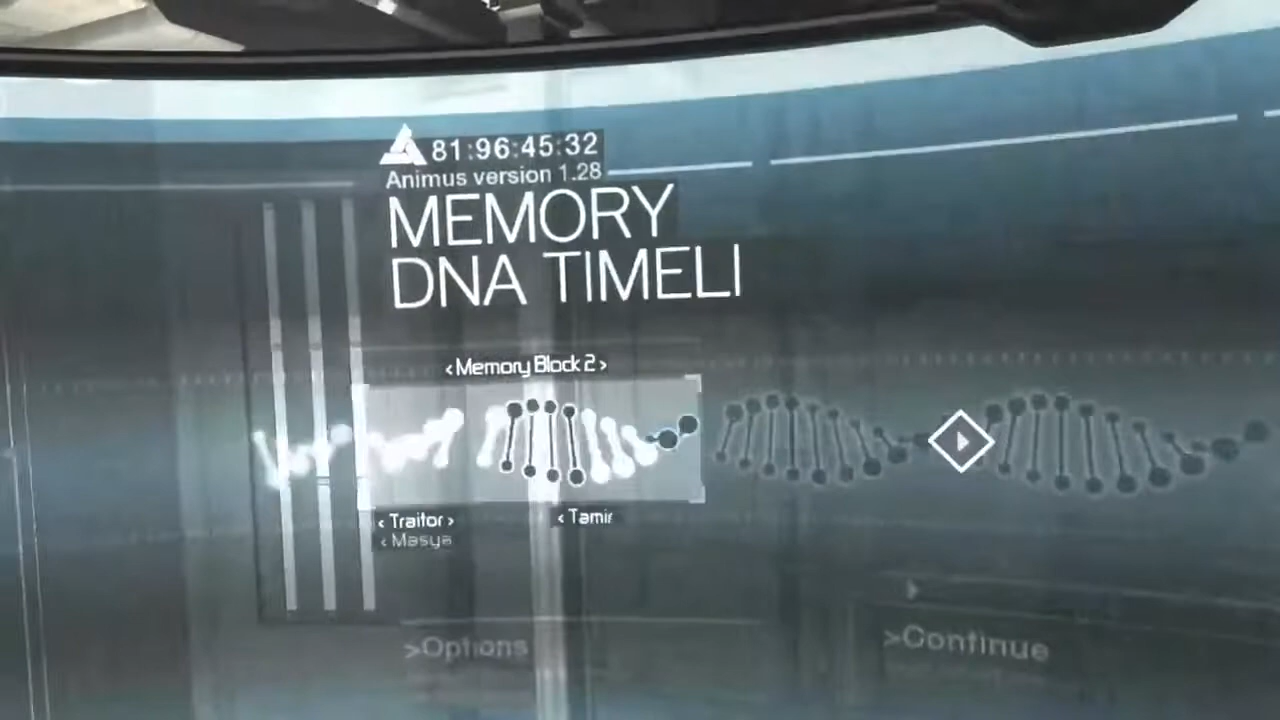 81:96:45:32
Animus version 1.28
MEMORY
DNA TIMELI
<Memory Block 2>
<Traitor> <Tamir
<Masya
>Options >Continue